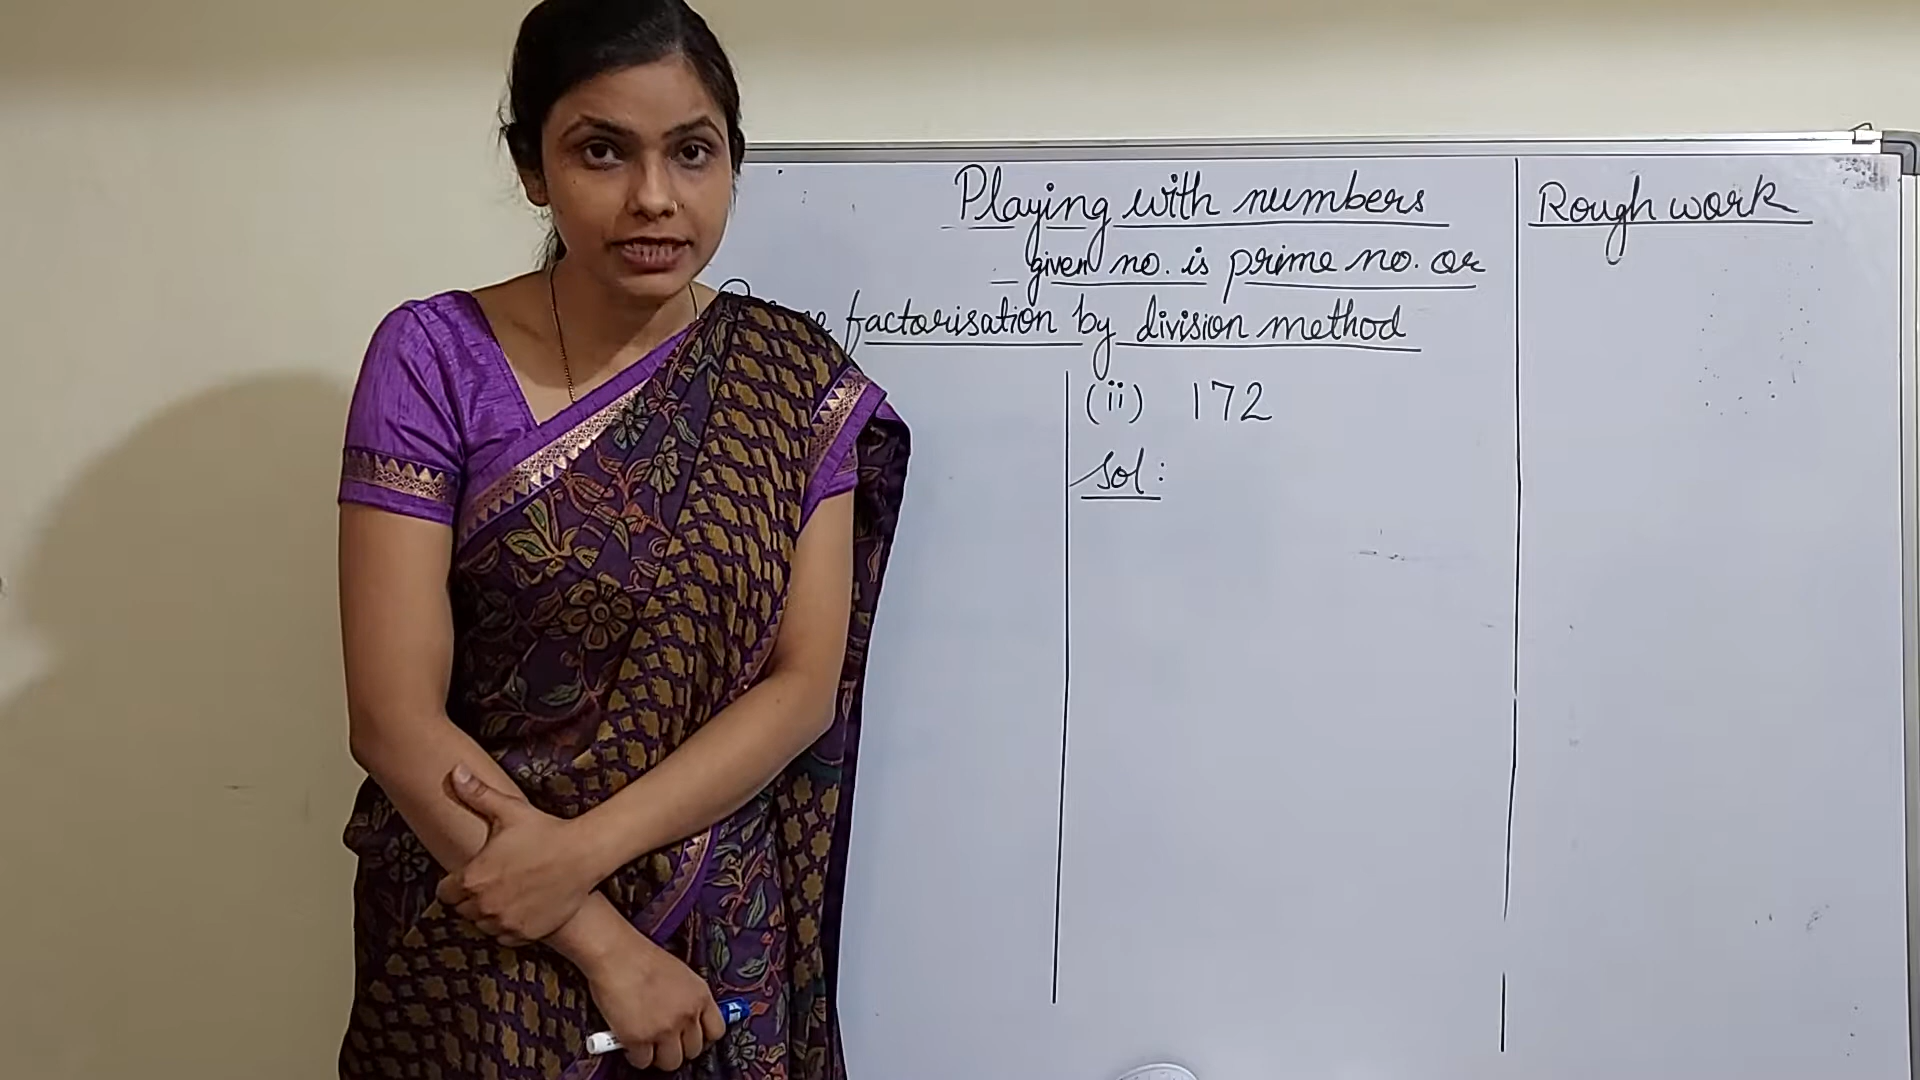 Playing with numbers
given no. is prime no. or
factorisation by division method
(ii) 172
Sol:
Rough work